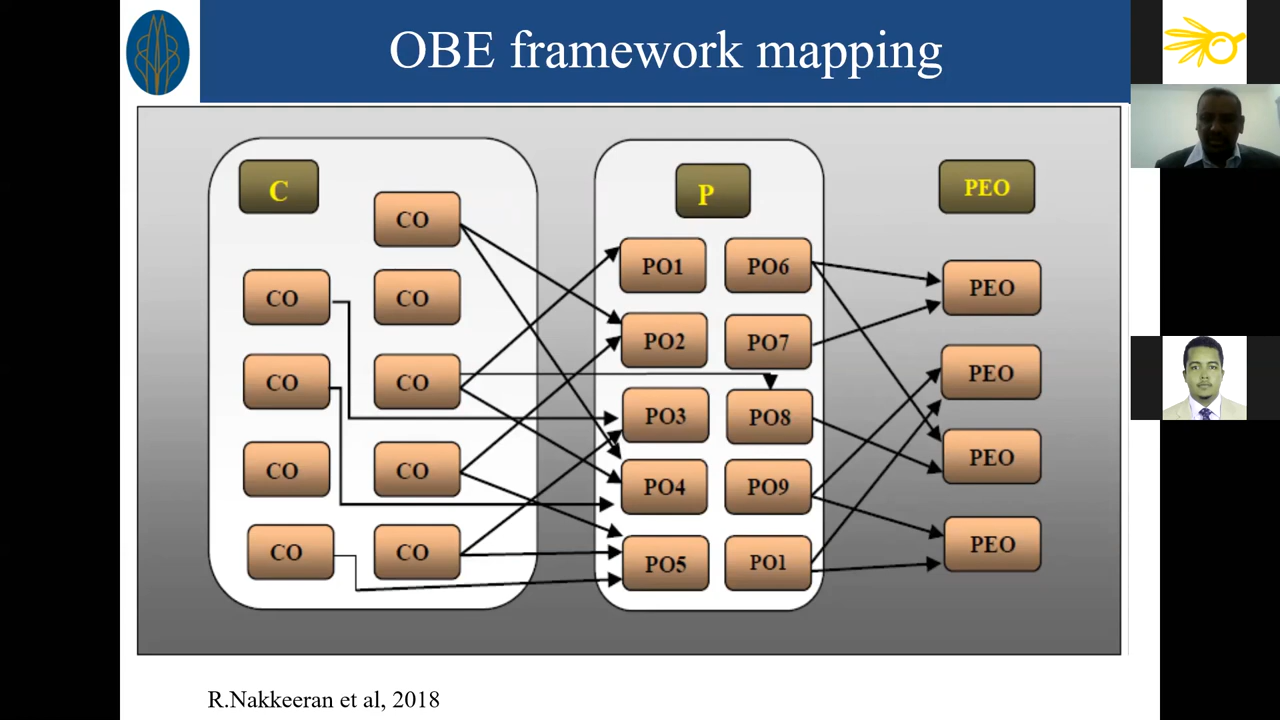 OBE framework mapping
C
P
PEO
CO
PO1 PO6
CO CO
PO2 PO7
PEO
CO CO
PO3 PO8
PEO
CO CO
PO4 PO9
PEO
CO CO
PO5 PO1
PEO
R.Nakkeeran et al, 2018